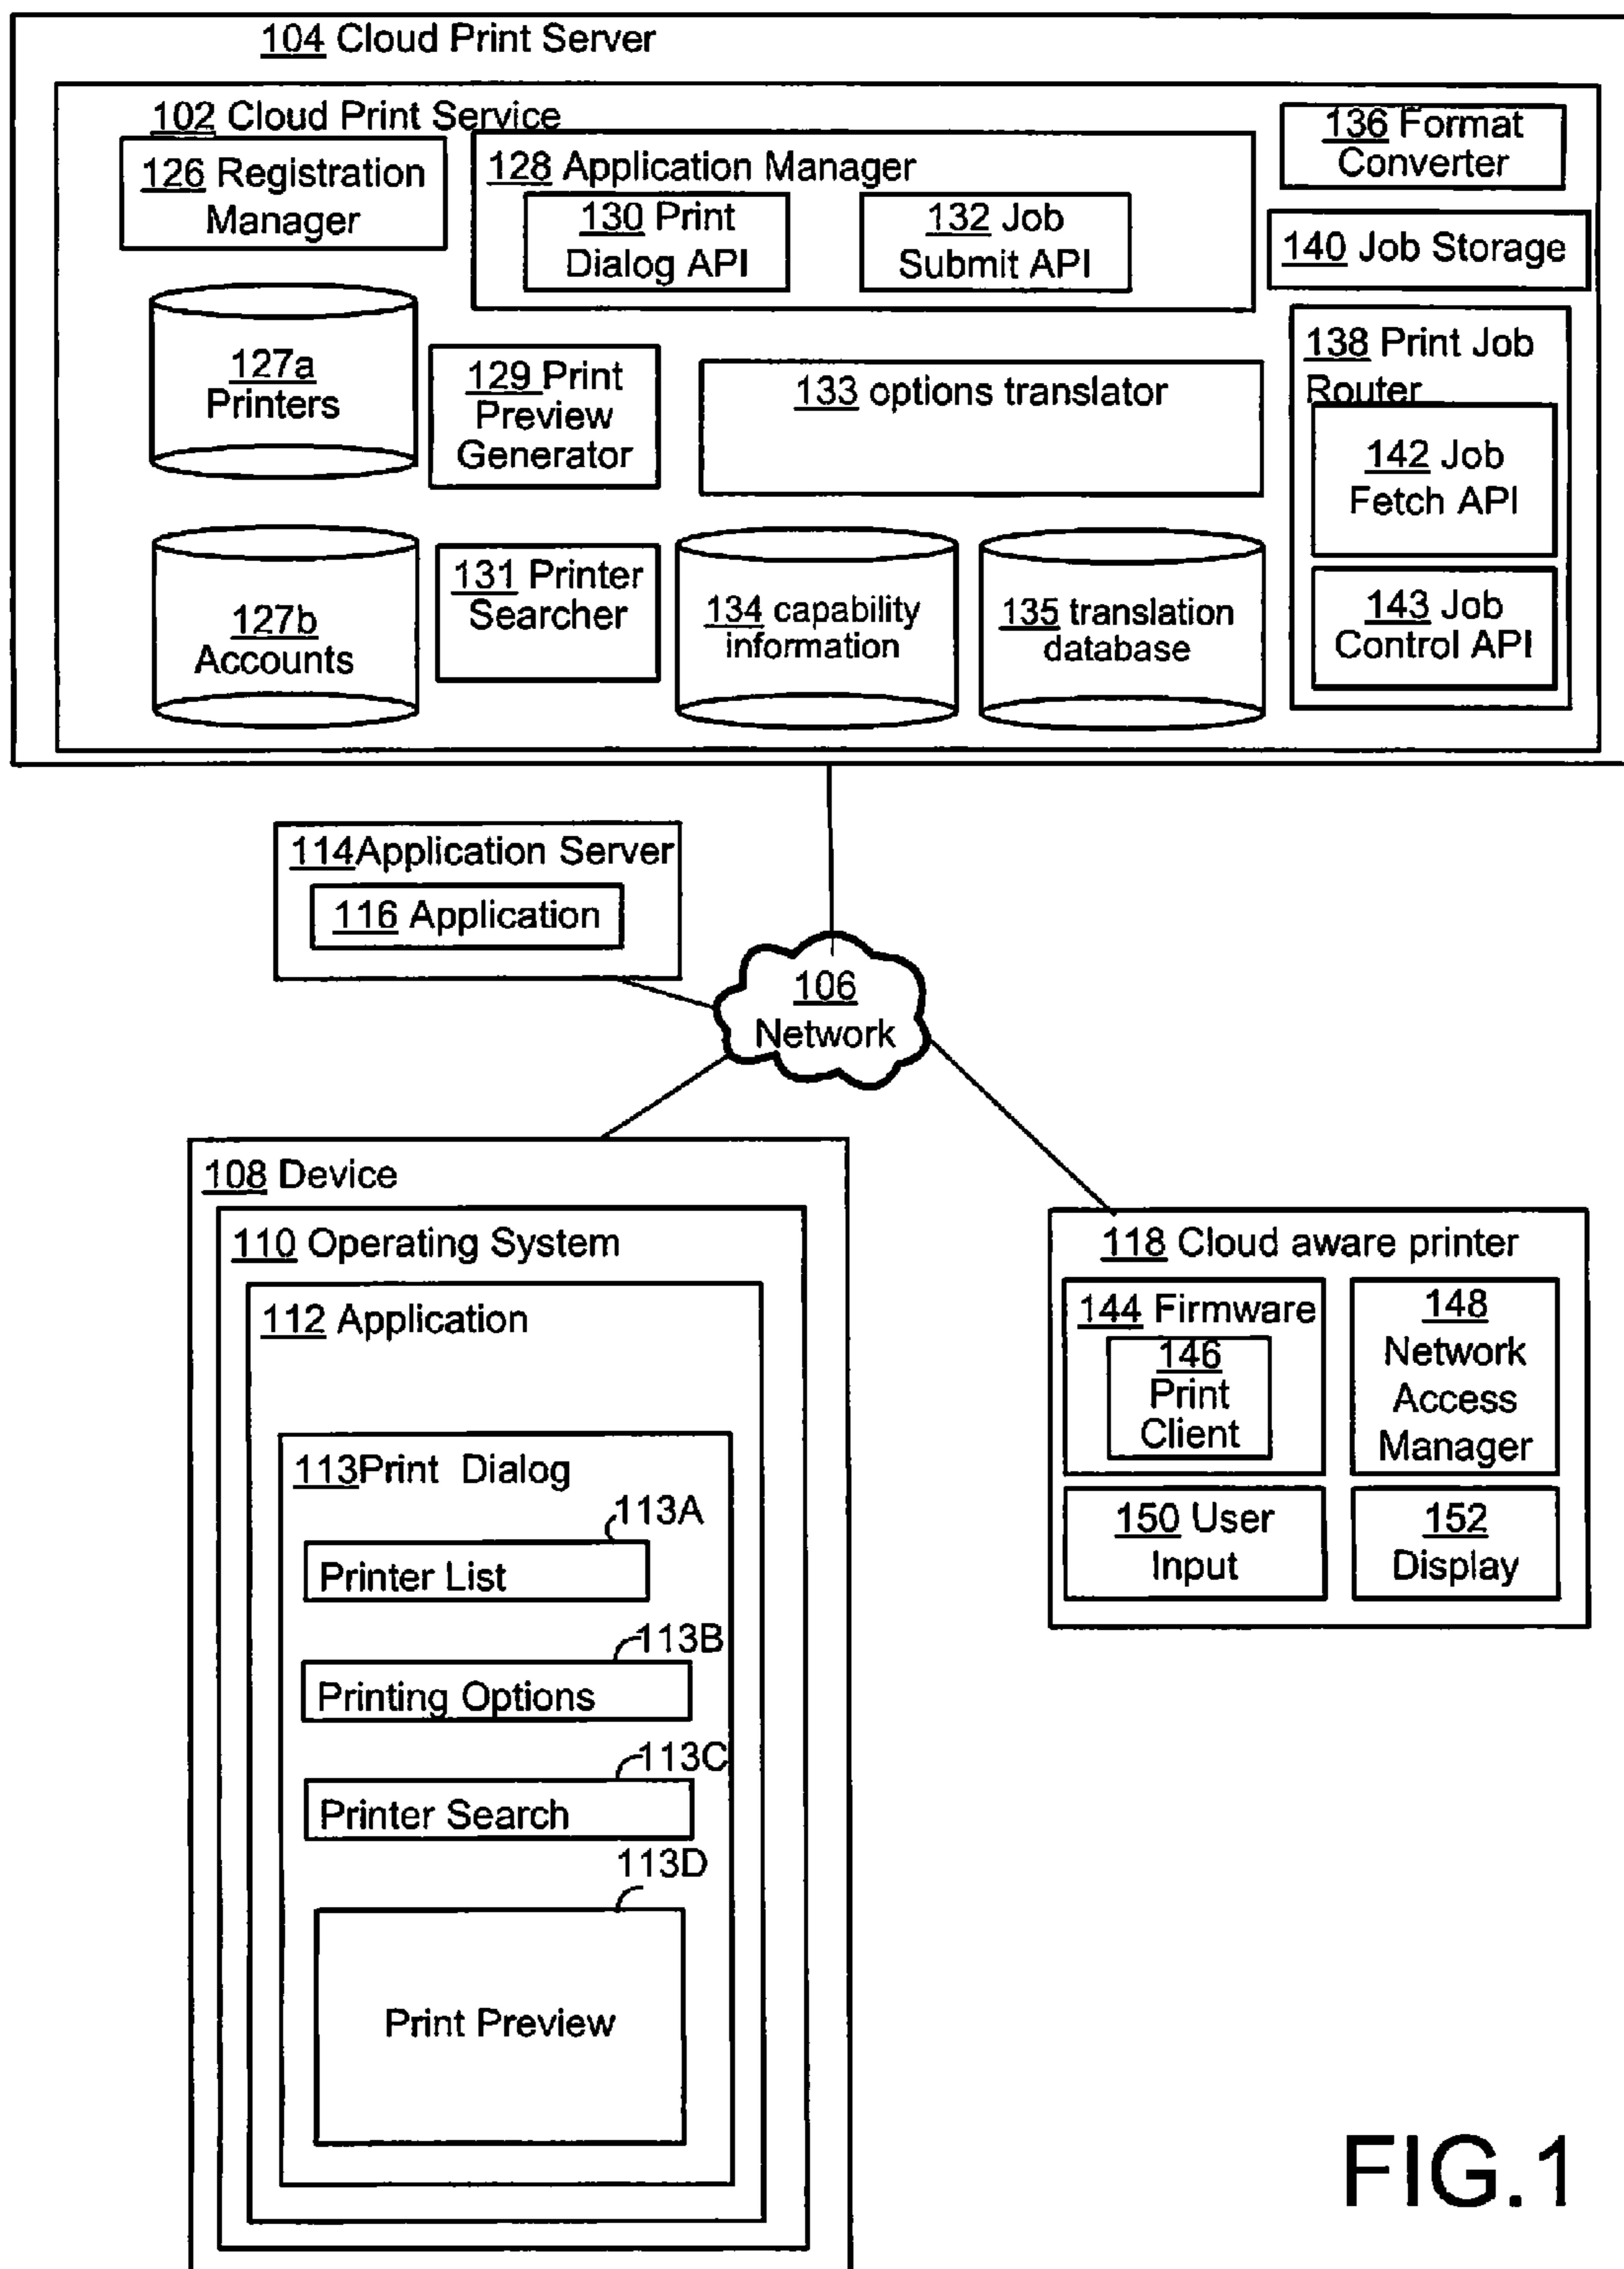 104 Cloud Print Server
102 Cloud Print Service
126 Registration
Manager
128 Application Manager
130 Print
Dialog API
132 Job
Submit API
136 Format
Converter
140 Job Storage
127a
Printers
129 Print
Preview
Generator
133 options translator
138 Print Job
Router
142 Job
Fetch API
143 Job
Control API
127b
Accounts
131 Printer
Searcher
134 capability
information
135 translation
database
114Application Server
116 Application
106
Network
108 Device
110 Operating System
112 Application
113Print Dialog
113A
Printer List
113B
Printing Options
113C
Printer Search
113D
Print Preview
118 Cloud aware printer
144 Firmware
146
Print
Client
148
Network
Access
Manager
150 User
Input
152
Display
FIG.1